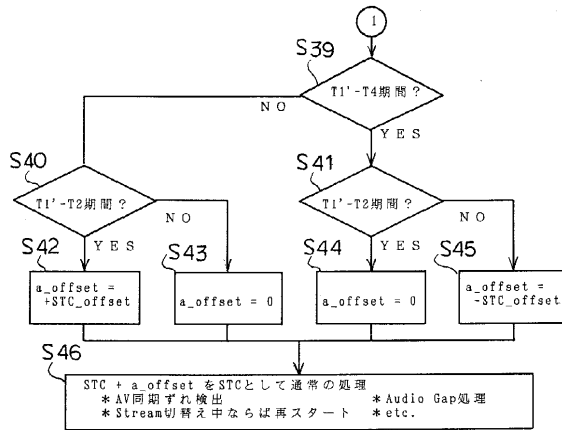 1
S39
T1'-T4期間?
NO
YES
S40
S41
T1'-T2期間?
T1'-T2期間?
NO
NO
S42
YES
S43
S44
YES
S45
a_offset =
+STC_offset
a_offset = 0
a_offset = 0
a_offset =
-STC_offset
S46
STC + a_offset をSTCとして通常の処理
*AV同期ずれ検出
*Audio Gap処理
*Stream切替え中ならば再スタート
*etc.